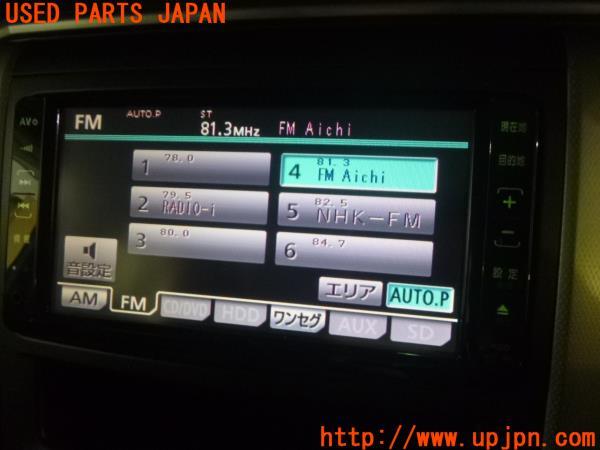 USED PARTS JAPAN
FM AUTO.P ST 81.3MHz FM Aichi
AV
現在地
目的地
1 78.0
4 81.3 FM Aichi
2 79.5 RADIO-i
5 82.5 NHK-FM
3 80.0
6 84.7
+
-
音設定
エリア AUTO.P
設定
AM FM CD/DVD HDD ワンセグ AUX SD
http://www.upjpn.com